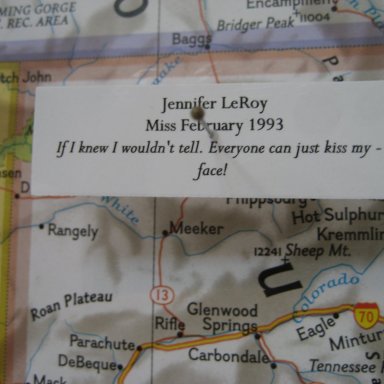 MING GORGE
. REC. AREA
Encampment
Bridger Peak 11004
Baggs
tch John
Jennifer LeRoy
Miss February 1993
If I knew I wouldn't tell. Everyone can just kiss my -
face!
D
White
Phippsburg
Hot Sulphur
Kremmlin
Rangely
Meeker
12241 Sheep Mt.
U
Colorado
13
Roan Plateau
Glenwood
Springs
70
Rifle
Eagle
Parachute
Mintur
DeBeque
Carbondale
Tennessee
Mack